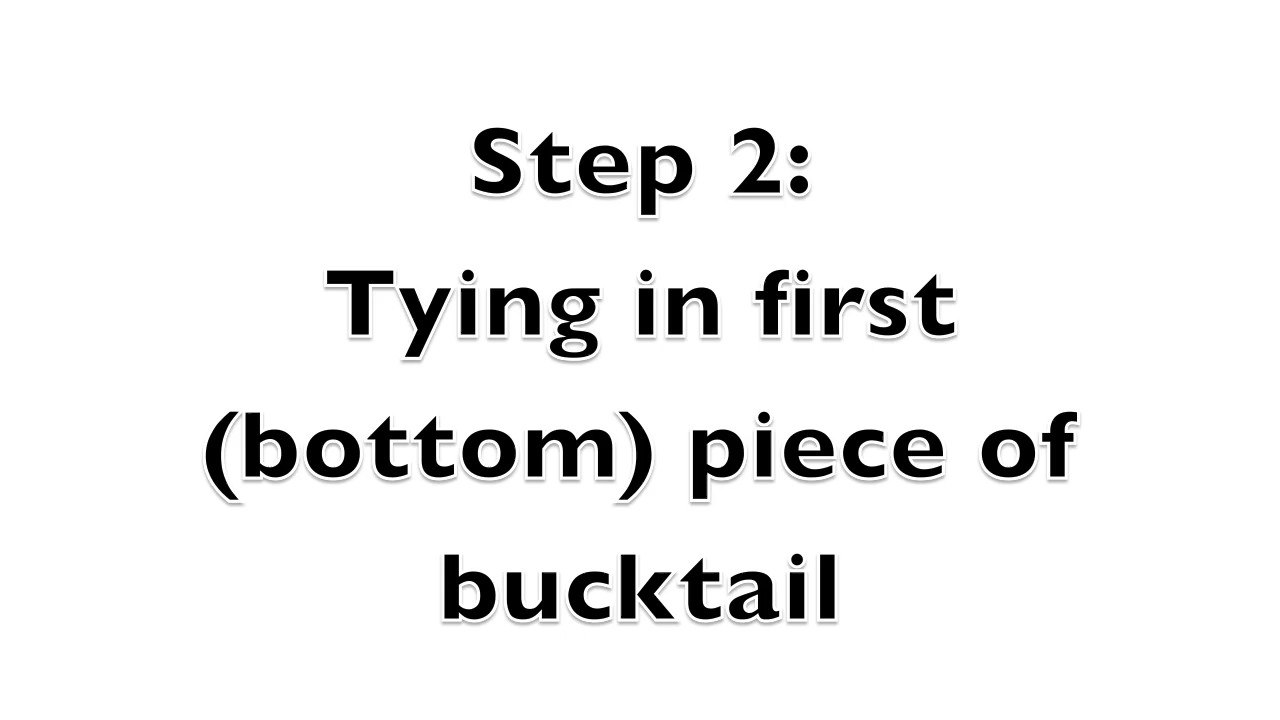 Step 2:
Tying in first
(bottom) piece of
bucktail